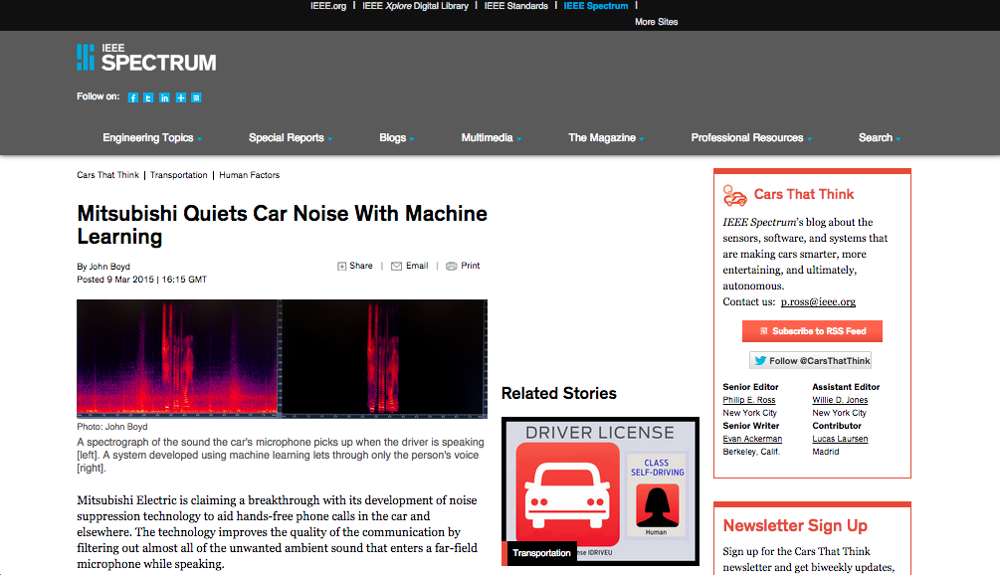 IEEE.org | IEEE Xplore Digital Library | IEEE Standards | IEEE Spectrum |
More Sites
IEEE
SPECTRUM
Follow on:
Engineering Topics
Special Reports
Blogs
Multimedia
The Magazine
Professional Resources
Search
Cars That Think | Transportation | Human Factors
Mitsubishi Quiets Car Noise With Machine
Learning
By John Boyd
Posted 9 Mar 2015 | 16:15 GMT
Share | Email | Print
Photo: John Boyd
A spectrograph of the sound the car's microphone picks up when the driver is speaking
[left]. A system developed using machine learning lets through only the person's voice
[right].
Mitsubishi Electric is claiming a breakthrough with its development of noise
suppression technology to aid hands-free phone calls in the car and
elsewhere. The technology improves the quality of the communication by
filtering out almost all of the unwanted ambient sound that enters a far-field
microphone while speaking.
Related Stories
DRIVER LICENSE
CLASS
SELF-DRIVING
Human
Transportation
IDRIVEU
Cars That Think
IEEE Spectrum's blog about the
sensors, software, and systems that
are making cars smarter, more
entertaining, and ultimately,
autonomous.
Contact us: p.ross@ieee.org
Subscribe to RSS Feed
Follow @CarsThatThink
Senior Editor
Philip E. Ross
New York City
Senior Writer
Evan Ackerman
Berkeley, Calif.
Assistant Editor
Willie D. Jones
New York City
Contributor
Lucas Laursen
Madrid
Newsletter Sign Up
Sign up for the Cars That Think
newsletter and get biweekly updates,